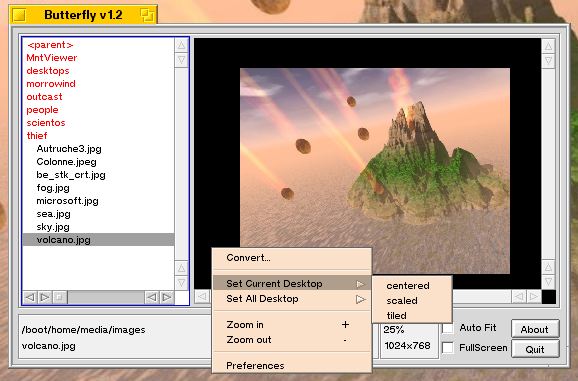 Butterfly v1.2
<parent>
MntViewer
desktops
morrowind
outcast
people
scientos
thief
Autruche3.jpg
Colonne.jpeg
be_stk_crt.jpg
fog.jpg
microsoft.jpg
sea.jpg
sky.jpg
volcano.jpg
Convert...
Set Current Desktop
Set All Desktop
Zoom in +
Zoom out -
Preferences
centered
scaled
tiled
/boot/home/media/images
volcano.jpg
25%
1024x768
Auto Fit
FullScreen
About
Quit